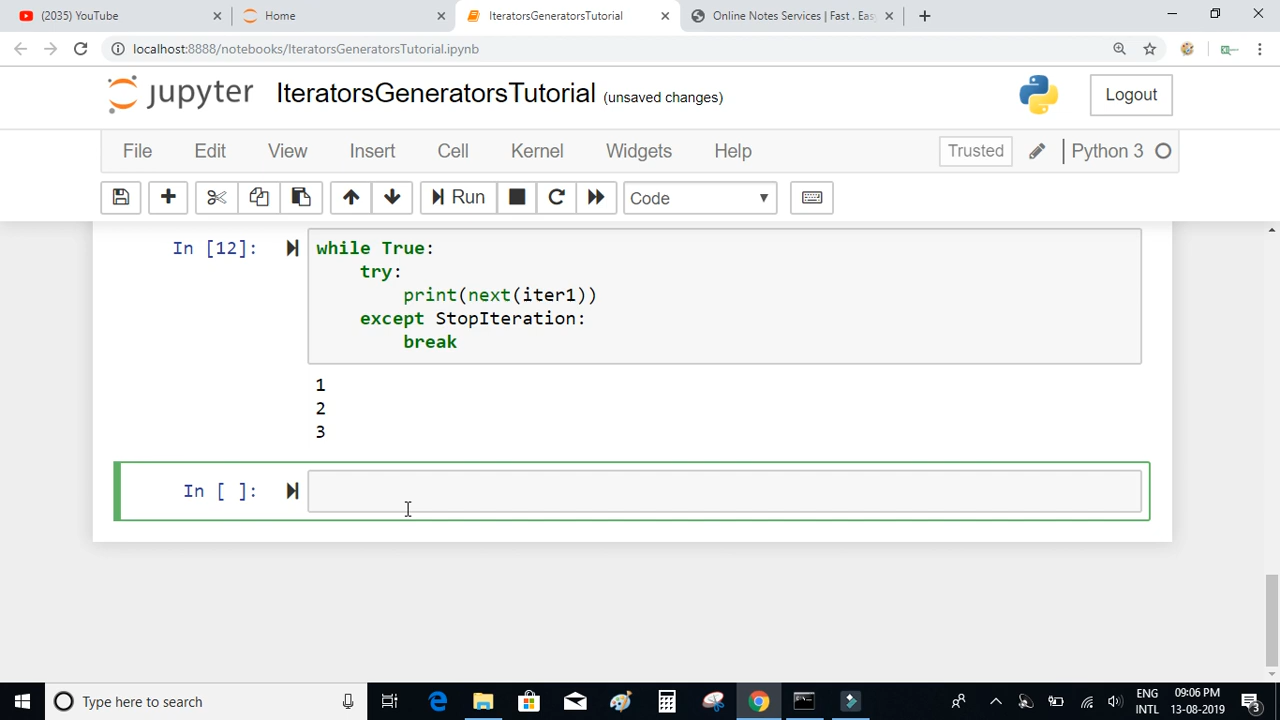 (2035) YouTube
Home
IteratorsGeneratorsTutorial
Online Notes Services | Fast . Eas
localhost:8888/notebooks/IteratorsGeneratorsTutorial.ipynb
jupyter IteratorsGeneratorsTutorial (unsaved changes)
Logout
File Edit View Insert Cell Kernel Widgets Help
Trusted
Python 3
Run
Code
In [12]:
while True:
    try:
        print(next(iter1))
    except StopIteration:
        break
1
2
3
In [ ]:
Type here to search
ENG
INTL
09:06 PM
13-08-2019
3